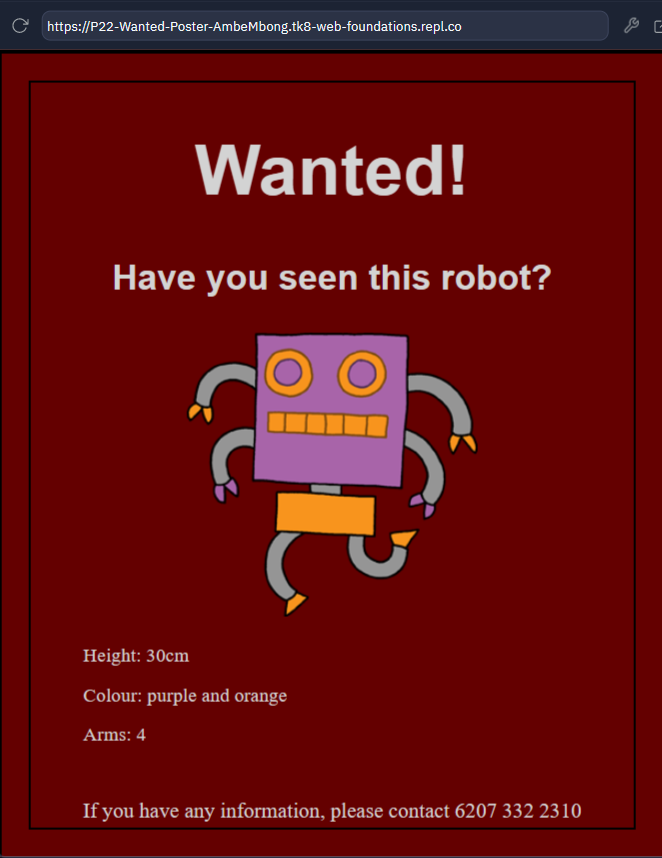 https://P22-Wanted-Poster-AmbeMbong.tk8-web-foundations.repl.co
Wanted!
Have you seen this robot?
Height: 30cm
Colour: purple and orange
Arms: 4
If you have any information, please contact 6207 332 2310